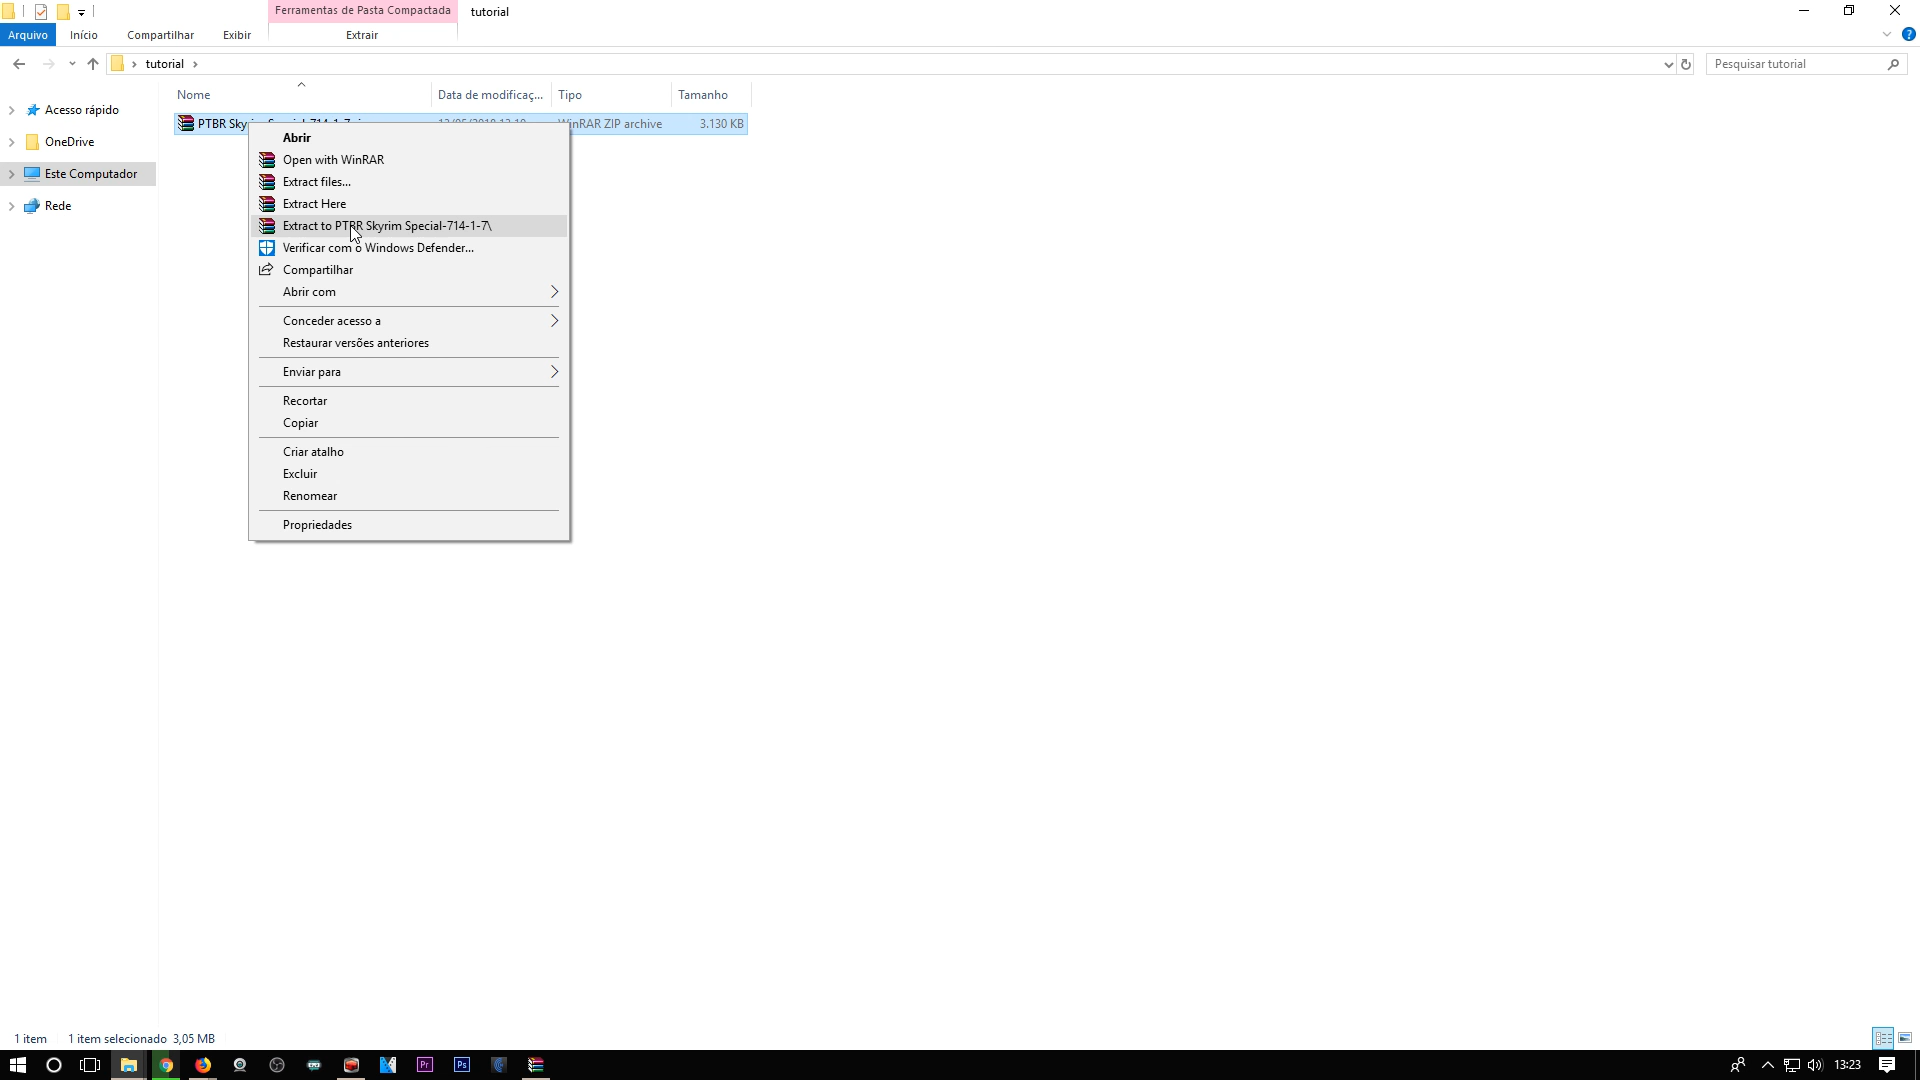 Ferramentas de Pasta Compactada tutorial
Arquivo Início Compartilhar Exibir Extrair
tutorial Pesquisar tutorial
Nome Data de modificaç... Tipo Tamanho
PTBR WinRAR ZIP archive 3.130 KB
Acesso rápido
OneDrive
Este Computador
Rede
Abrir
Open with WinRAR
Extract files...
Extract Here
Extract to PTBR Skyrim Special-714-1-7\
Verificar com o Windows Defender...
Compartilhar
Abrir com
Conceder acesso a
Restaurar versões anteriores
Enviar para
Recortar
Copiar
Criar atalho
Excluir
Renomear
Propriedades
1 item 1 item selecionado 3,05 MB
Pr Ps 13:23